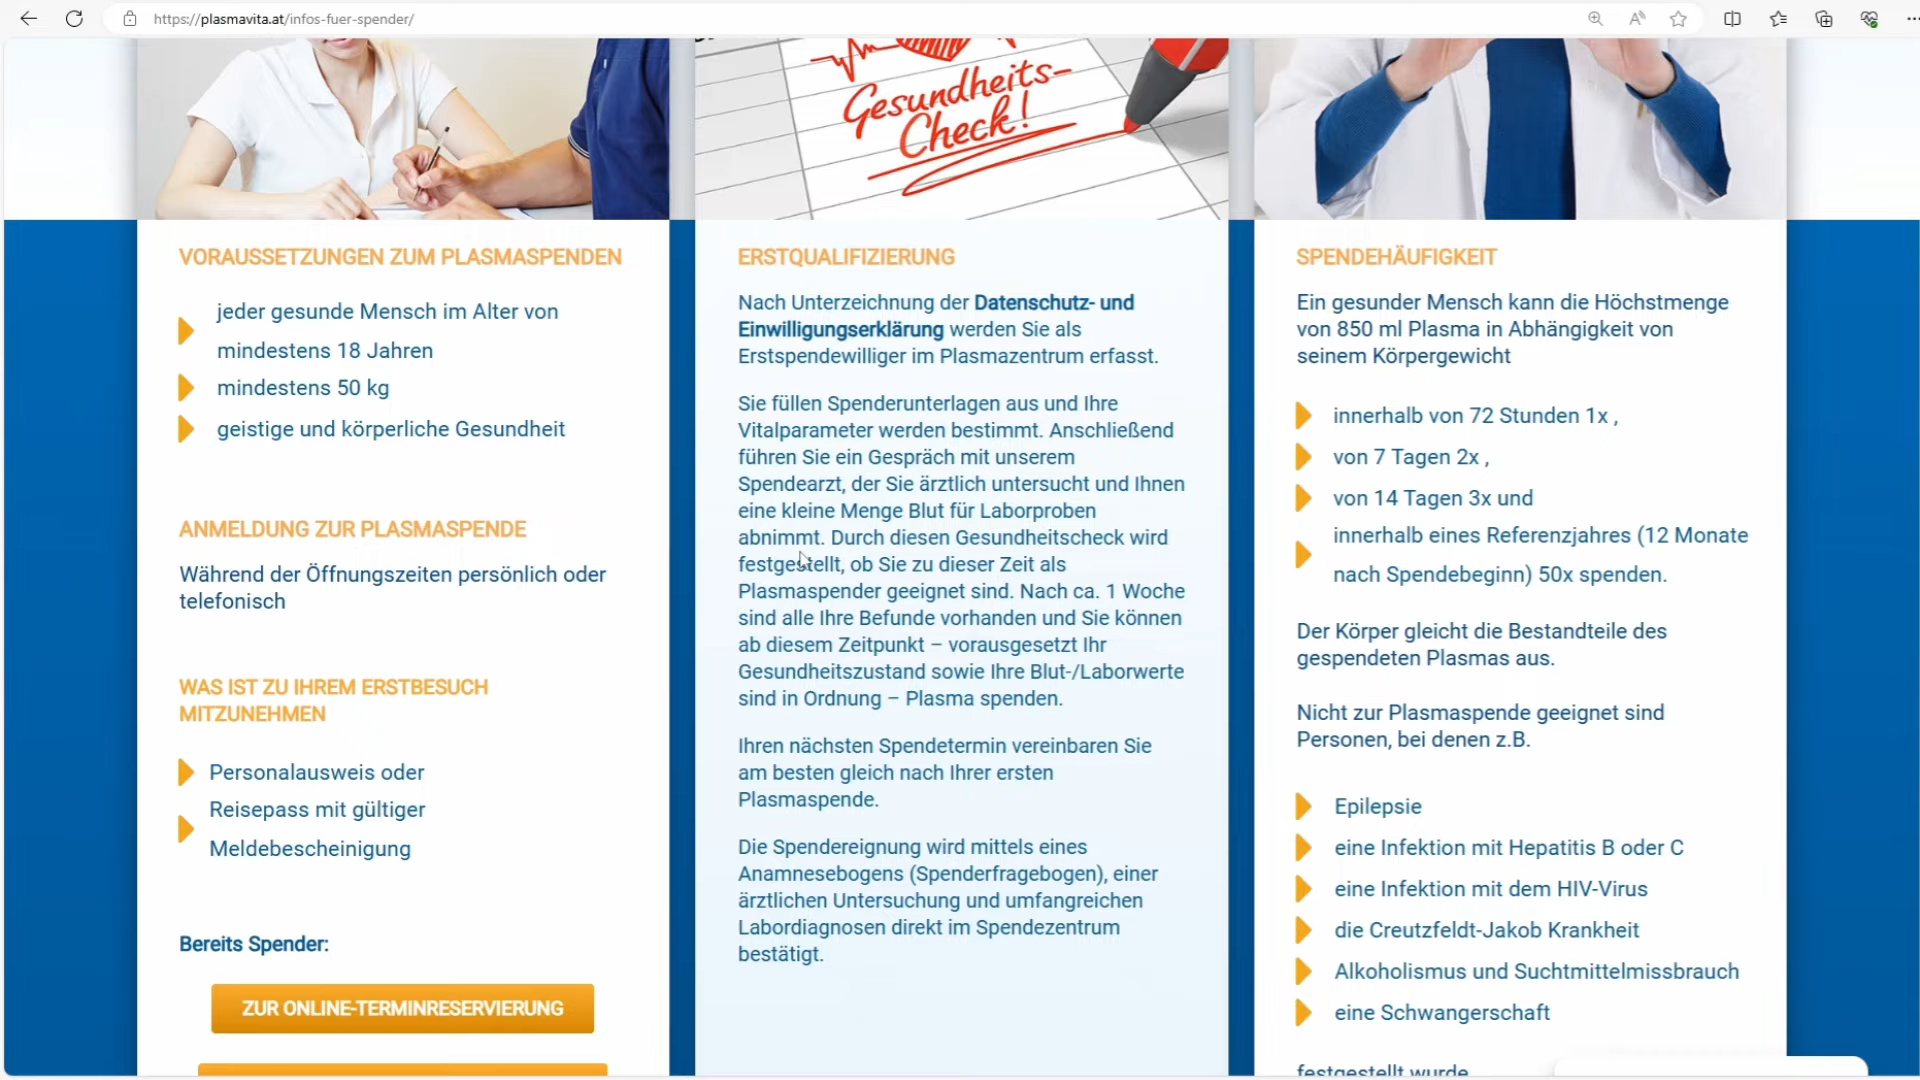 https://plasmavita.at/infos-fuer-spender/
Gesundheits-
Check!
VORAUSSETZUNGEN ZUM PLASMASPENDEN
jeder gesunde Mensch im Alter von
mindestens 18 Jahren
mindestens 50 kg
geistige und körperliche Gesundheit
ANMELDUNG ZUR PLASMASPENDE
Während der Öffnungszeiten persönlich oder
telefonisch
WAS IST ZU IHREM ERSTBESUCH
MITZUNEHMEN
Personalausweis oder
Reisepass mit gültiger
Meldebescheinigung
Bereits Spender:
ZUR ONLINE-TERMINRESERVIERUNG
ERSTQUALIFIZIERUNG
Nach Unterzeichnung der Datenschutz- und
Einwilligungserklärung werden Sie als
Erstspendewilliger im Plasmazentrum erfasst.
Sie füllen Spenderunterlagen aus und Ihre
Vitalparameter werden bestimmt. Anschließend
führen Sie ein Gespräch mit unserem
Spendearzt, der Sie ärztlich untersucht und Ihnen
eine kleine Menge Blut für Laborproben
abnimmt. Durch diesen Gesundheitscheck wird
festgestellt, ob Sie zu dieser Zeit als
Plasmaspender geeignet sind. Nach ca. 1 Woche
sind alle Ihre Befunde vorhanden und Sie können
ab diesem Zeitpunkt – vorausgesetzt Ihr
Gesundheitszustand sowie Ihre Blut-/Laborwerte
sind in Ordnung – Plasma spenden.
Ihren nächsten Spendetermin vereinbaren Sie
am besten gleich nach Ihrer ersten
Plasmaspende.
Die Spendereignung wird mittels eines
Anamnesebogens (Spenderfragebogen), einer
ärztlichen Untersuchung und umfangreichen
Labordiagnosen direkt im Spendezentrum
bestätigt.
SPENDEHÄUFIGKEIT
Ein gesunder Mensch kann die Höchstmenge
von 850 ml Plasma in Abhängigkeit von
seinem Körpergewicht
innerhalb von 72 Stunden 1x ,
von 7 Tagen 2x ,
von 14 Tagen 3x und
innerhalb eines Referenzjahres (12 Monate
nach Spendebeginn) 50x spenden.
Der Körper gleicht die Bestandteile des
gespendeten Plasmas aus.
Nicht zur Plasmaspende geeignet sind
Personen, bei denen z.B.
Epilepsie
eine Infektion mit Hepatitis B oder C
eine Infektion mit dem HIV-Virus
die Creutzfeldt-Jakob Krankheit
Alkoholismus und Suchtmittelmissbrauch
eine Schwangerschaft
festgestellt wurde